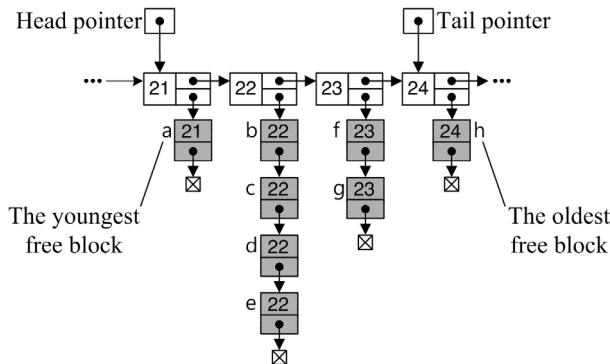 Head pointer
Tail pointer
••• 21 22 23 24 •••
a 21 b 22 f 23 24 h
c 22 g 23
The youngest
free block
The oldest
free block
d 22
e 22